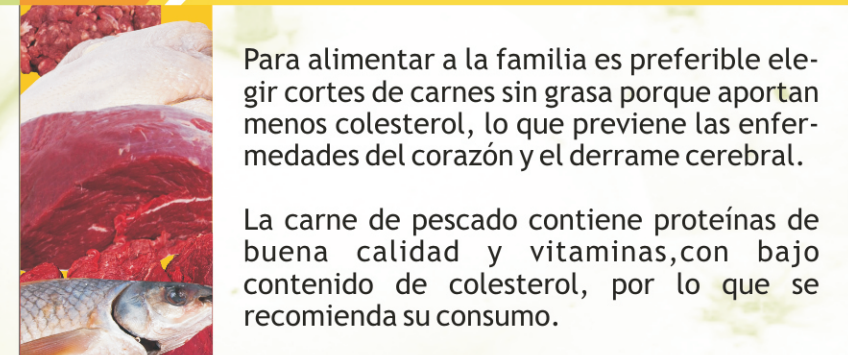 Para alimentar a la familia es preferible ele-
gir cortes de carnes sin grasa porque aportan
menos colesterol, lo que previene las enfer-
medades del corazón y el derrame cerebral.
La carne de pescado contiene proteínas de
buena calidad y vitaminas,con bajo
contenido de colesterol, por lo que se
recomienda su consumo.